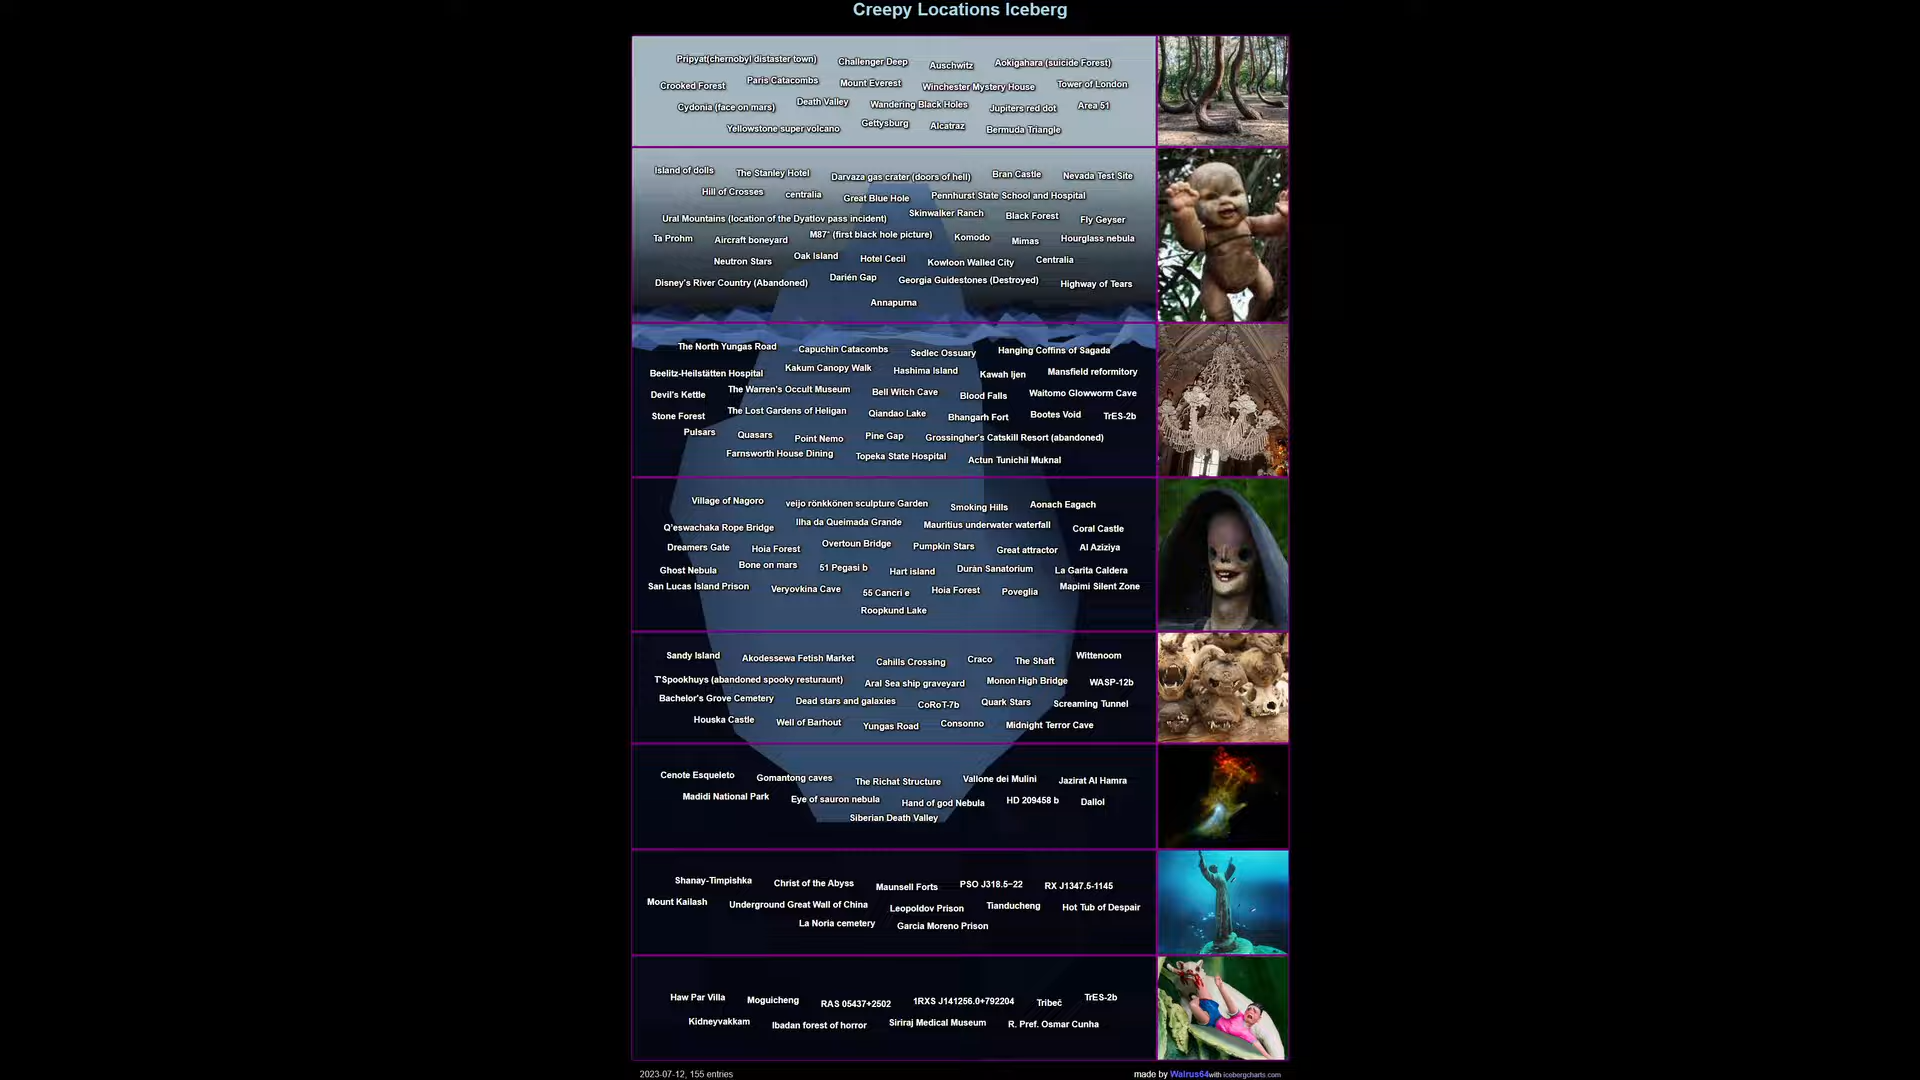 Creepy Locations Iceberg
Pripyat(chernobyl distaster town) Challenger Deep Auschwitz Aokigahara (suicide Forest)
Crooked Forest Paris Catacombs Mount Everest Winchester Mystery House Tower of London
Cydonia (face on mars) Death Valley Wandering Black Holes Jupiters red dot Area 51
Yellowstone super volcano Gettysburg Alcatraz Bermuda Triangle
Island of dolls The Stanley Hotel Darvaza gas crater (doors of hell) Bran Castle Nevada Test Site
Hill of Crosses centralia Great Blue Hole Pennhurst State School and Hospital
Ural Mountains (location of the Dyatlov pass incident) Skinwalker Ranch Black Forest Fly Geyser
Ta Prohm Aircraft boneyard M87* (first black hole picture) Komodo Mimas Hourglass nebula
Neutron Stars Oak Island Hotel Cecil Kowloon Walled City Centralia
Disney's River Country (Abandoned) Darién Gap Georgia Guidestones (Destroyed) Highway of Tears
Annapurna
The North Yungas Road Capuchin Catacombs Sedlec Ossuary Hanging Coffins of Sagada
Beelitz-Heilstätten Hospital Kakum Canopy Walk Hashima Island Kawah Ijen Mansfield reformitory
Devil's Kettle The Warren's Occult Museum Bell Witch Cave Blood Falls Waitomo Glowworm Cave
Stone Forest The Lost Gardens of Heligan Qiandao Lake Bhangarh Fort Bootes Void TrES-2b
Pulsars Quasars Point Nemo Pine Gap Grossingher's Catskill Resort (abandoned)
Farnsworth House Dining Topeka State Hospital Actun Tunichil Muknal
Village of Nagoro veijo rönkkönen sculpture Garden Smoking Hills Aonach Eagach
Q'eswachaka Rope Bridge Ilha da Queimada Grande Mauritius underwater waterfall Coral Castle
Dreamers Gate Hoia Forest Overtoun Bridge Pumpkin Stars Great attractor Al Aziziya
Ghost Nebula Bone on mars 51 Pegasi b Hart island Durán Sanatorium La Garita Caldera
San Lucas Island Prison Veryovkina Cave 55 Cancri e Hoia Forest Poveglia Mapimi Silent Zone
Roopkund Lake
Sandy Island Akodessewa Fetish Market Cahills Crossing Craco The Shaft Wittenoom
T'Spookhuys (abandoned spooky resturaunt) Aral Sea ship graveyard Monon High Bridge WASP-12b
Bachelor's Grove Cemetery Dead stars and galaxies CoRoT-7b Quark Stars Screaming Tunnel
Houska Castle Well of Barhout Yungas Road Consonno Midnight Terror Cave
Cenote Esqueleto Gomantong caves The Richat Structure Vallone dei Mulini Jazirat Al Hamra
Madidi National Park Eye of sauron nebula Hand of god Nebula HD 209458 b Dallol
Siberian Death Valley
Shanay-Timpishka Christ of the Abyss Maunsell Forts PSO J318.5−22 RX J1347.5-1145
Mount Kailash Underground Great Wall of China Leopoldov Prison Tianducheng Hot Tub of Despair
La Noria cemetery Garcia Moreno Prison
Haw Par Villa Moguicheng RAS 05437+2502 1RXS J141256.0+792204 Tribeč TrES-2b
Kidneyvakkam Ibadan forest of horror Siriraj Medical Museum R. Pref. Osmar Cunha
2023-07-12, 155 entries made by Walrus64 with icebergcharts.com